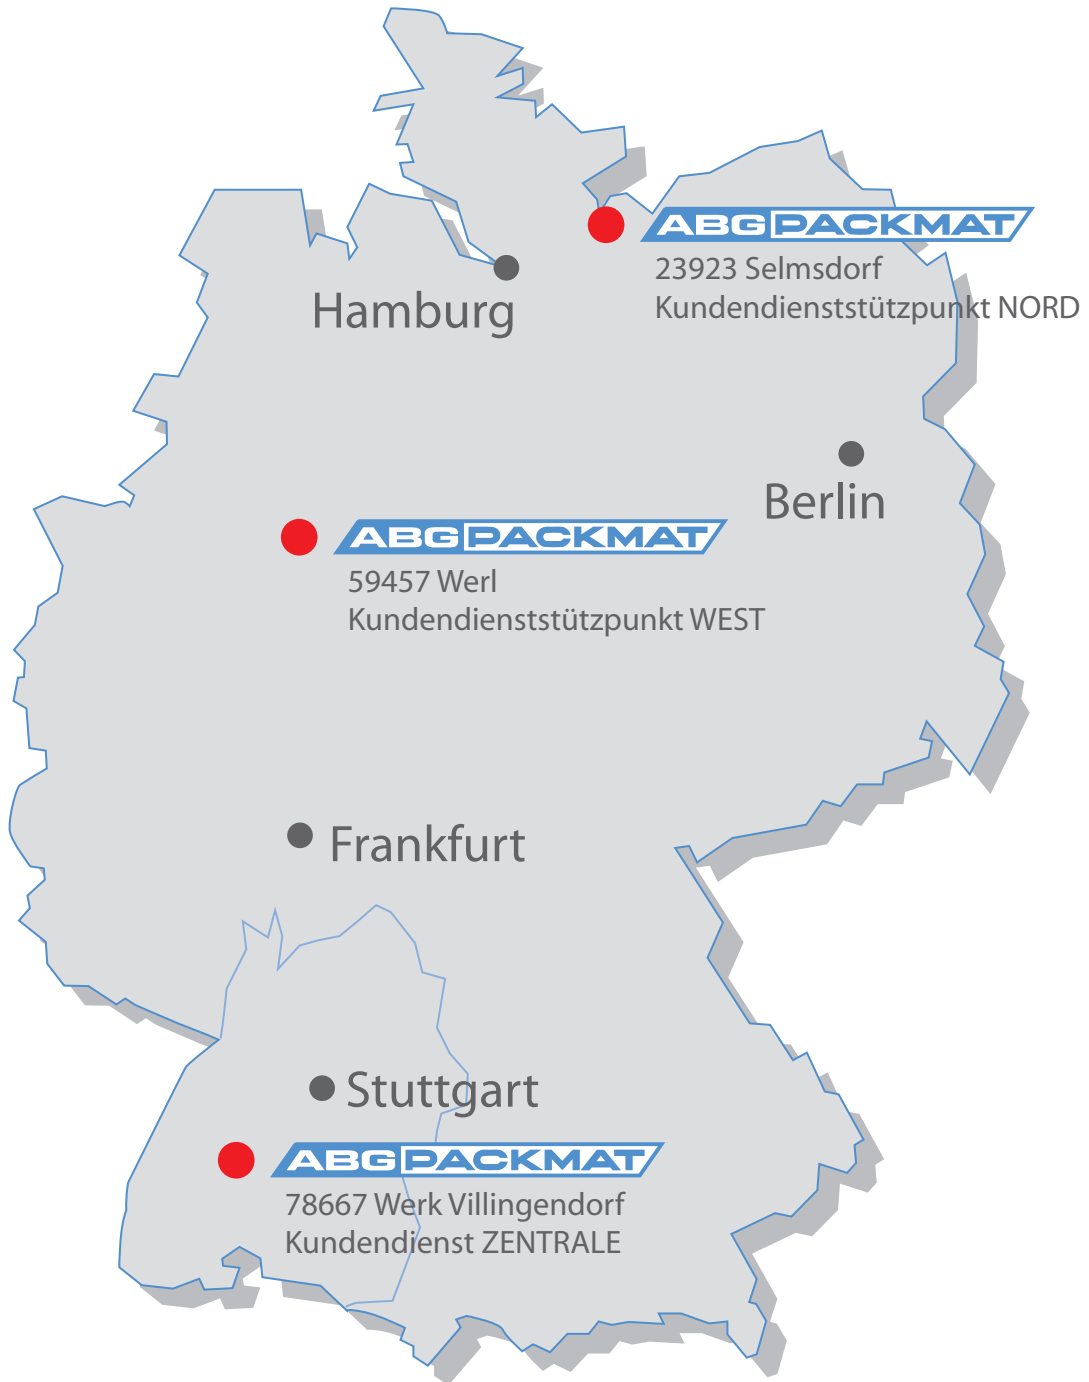 ABG PACKMAT
23923 Selmsdorf
Kundendienststützpunkt NORD
Hamburg
Berlin
ABG PACKMAT
59457 Werl
Kundendienststützpunkt WEST
Frankfurt
Stuttgart
ABG PACKMAT
78667 Werk Villingendorf
Kundendienst ZENTRALE